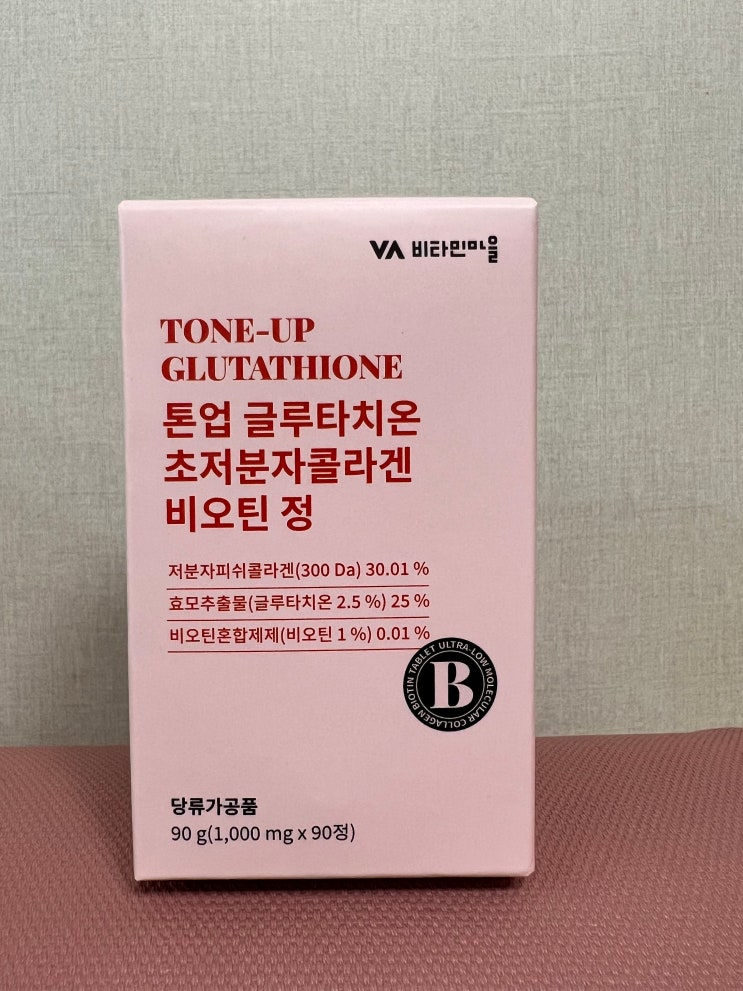 VA 비타민마을
TONE-UP
GLUTATHIONE
톤업 글루타치온
초저분자콜라겐
비오틴 정
저분자피쉬콜라겐(300 Da) 30.01 %
효모추출물(글루타치온 2.5 %) 25 %
비오틴혼합제제(비오틴 1 %) 0.01 %
ULTRA-LOW MOLECULAR COLLAGEN BIOTIN TABLET
B
당류가공품
90 g(1,000 mg x 90정)